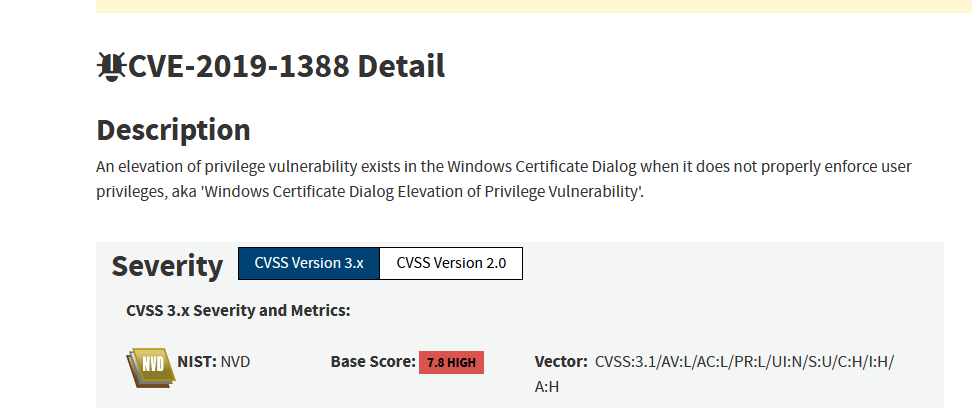 CVE-2019-1388 Detail
Description
An elevation of privilege vulnerability exists in the Windows Certificate Dialog when it does not properly enforce user
privileges, aka 'Windows Certificate Dialog Elevation of Privilege Vulnerability'.
Severity CVSS Version 3.x CVSS Version 2.0
CVSS 3.x Severity and Metrics:
NVD NIST: NVD Base Score: 7.8 HIGH Vector: CVSS:3.1/AV:L/AC:L/PR:L/UI:N/S:U/C:H/I:H/
A:H